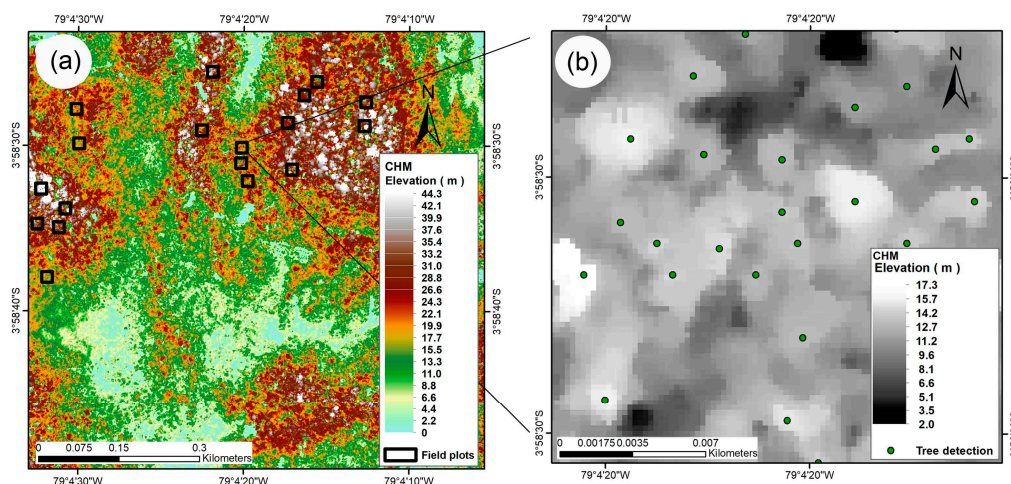 79°4'30"W 79°4'20"W 79°4'10"W
(a)
N
3°58'30"S
3°58'40"S
CHM
Elevation ( m )
44.3
42.1
39.9
37.6
35.4
33.2
31.0
28.8
26.6
24.3
22.1
19.9
17.7
15.5
13.3
11.0
8.8
6.6
4.4
2.2
0
Field plots
0 0.075 0.15 0.3
Kilometers
79°4'30"W 79°4'20"W 79°4'10"W
79°4'20"W 79°4'20"W
(b)
N
3°58'30"S
3°58'30"S
CHM
Elevation ( m )
17.3
15.7
14.2
12.7
11.2
9.6
8.1
6.6
5.1
3.5
2.0
Tree detection
0 0.00175 0.0035 0.007
Kilometers
79°4'20"W 79°4'20"W